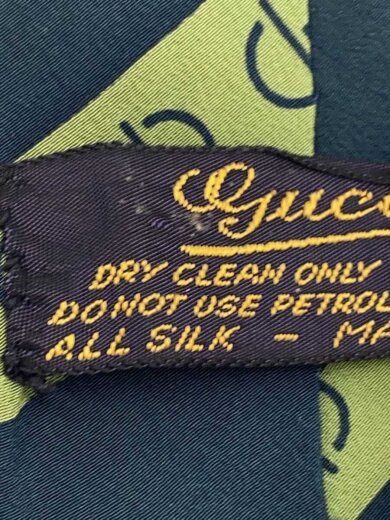 Gucc
DRY CLEAN ONLY
DO NOT USE PETROL
ALL SILK - MA